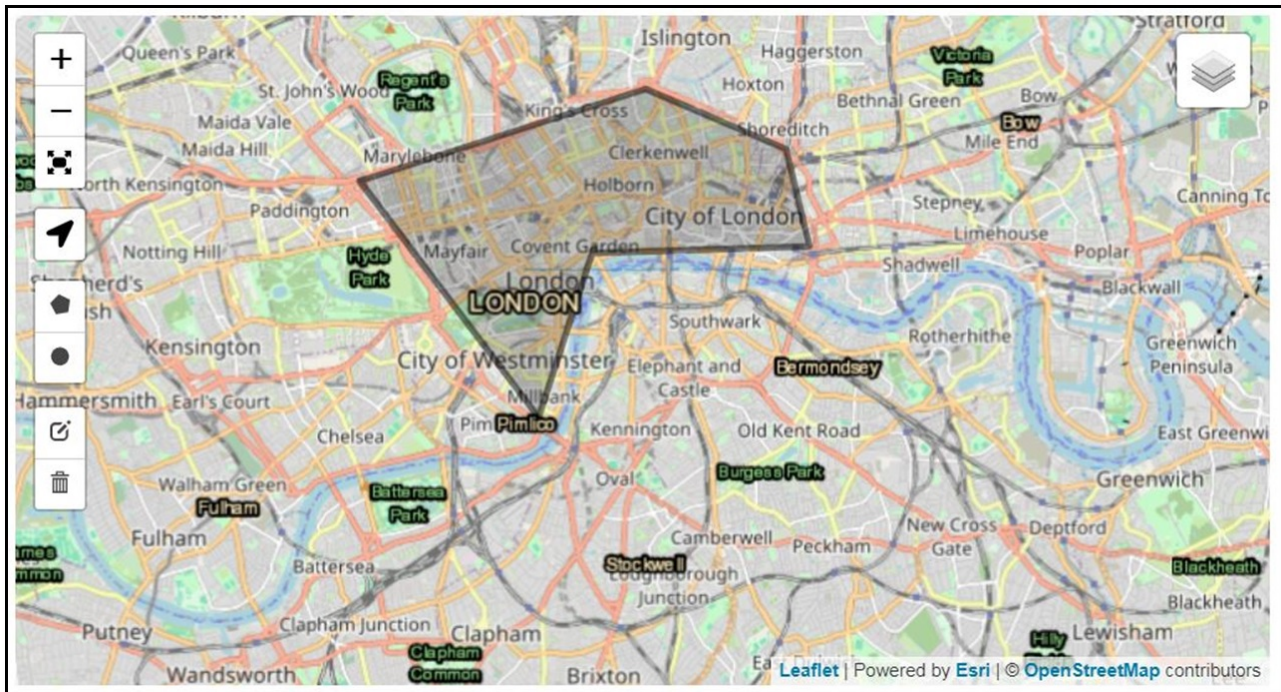 Stratford
Islington
Haggerston
Queen's Park
Victoria
Park
Regent's
Park
St. John's Wood
Hoxton
Bethnal Green
Bow
King's Cross
Maida Vale
Shoreditch
Bow
Maida Hill
Mile End
Marylebone
Clerkenwell
North Kensington
Holborn
Canning To
Paddington
City of London
Stepney
Limehouse
Notting Hill
Hyde
Park
Mayfair
Covent Garden
Poplar
Shadwell
London
LONDON
Blackwall
Southwark
Rotherhithe
Greenwich
Peninsula
Kensington
City of Westminster
Elephant and
Castle
Bermondsey
Hammersmith
Earl's Court
Millbank
Pim
Pimlico
Chelsea
Kennington
Old Kent Road
East Greenwi
Oval
Burgess Park
Greenwich
Walham Green
Battersea
Park
Fulham
Fulham
Camberwell
Peckham
New Cross
Gate
Deptford
Battersea
Stockwell
Loughborough
Junction
Blackheath
Blackheath
Putney
Clapham Junction
Clapham
Lewisham
Hilly
Clapham
Common
Wandsworth
Brixton
Leaflet | Powered by Esri | © OpenStreetMap contributors